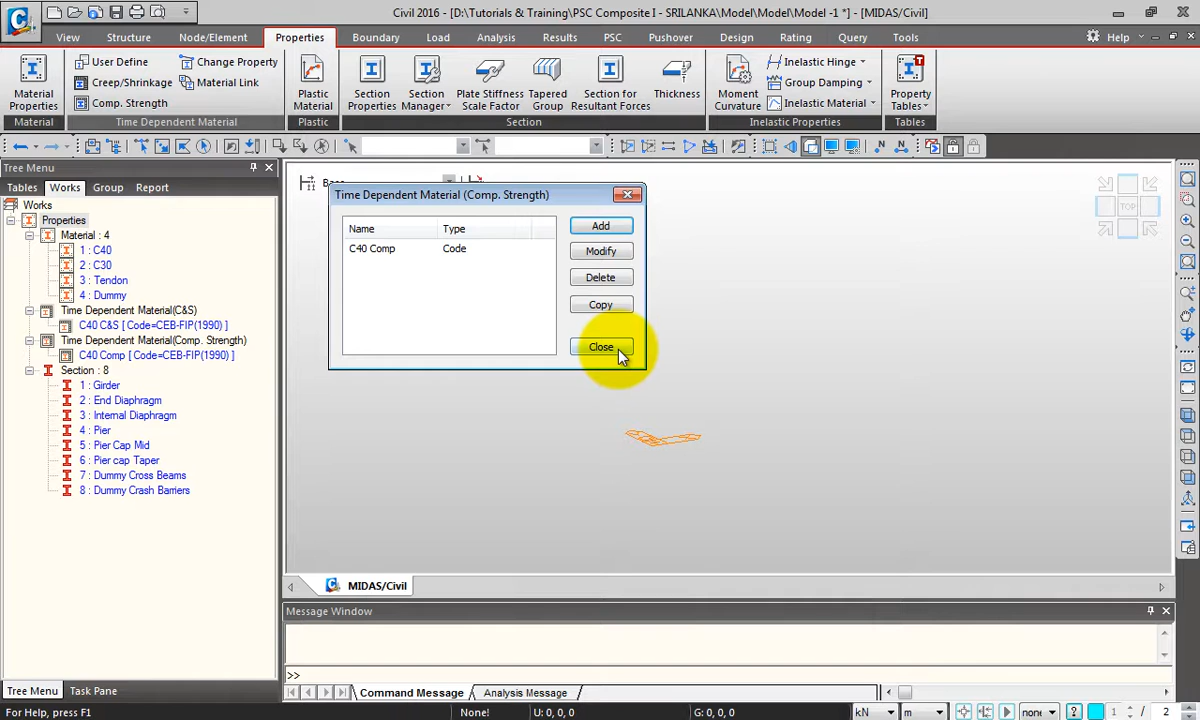 Civil 2016 - [D:\Tutorials & Training\PSC Composite I - SRILANKA\Model\Model\Model -1 *] - [MIDAS/Civil]
View Structure Node/Element Properties Boundary Load Analysis Results PSC Pushover Design Rating Query Tools Help
Material Properties
User Define
Creep/Shrinkage
Comp. Strength
Change Property
Material Link
Plastic Material
Section Properties
Section Manager
Plate Stiffness Scale Factor
Tapered Group
Section for Resultant Forces
Thickness
Moment Curvature
Inelastic Hinge
Group Damping
Inelastic Material
Property Tables
Material Time Dependent Material Plastic Section Inelastic Properties Tables
Tree Menu
Tables Works Group Report
Works
Properties
Material : 4
1 : C40
2 : C30
3 : Tendon
4 : Dummy
Time Dependent Material(C&S)
C40 C&S [ Code=CEB-FIP(1990) ]
Time Dependent Material(Comp. Strength)
C40 Comp [ Code=CEB-FIP(1990) ]
Section : 8
1 : Girder
2 : End Diaphragm
3 : Internal Diaphragm
4 : Pier
5 : Pier Cap Mid
6 : Pier cap Taper
7 : Dummy Cross Beams
8 : Dummy Crash Barriers
Time Dependent Material (Comp. Strength)
Name Type
C40 Comp Code
Add
Modify
Delete
Copy
Close
TOP
MIDAS/Civil
Message Window
>>
Tree Menu Task Pane
Command Message Analysis Message
For Help, press F1 None! U: 0, 0, 0 G: 0, 0, 0 kN m none 1 / 2